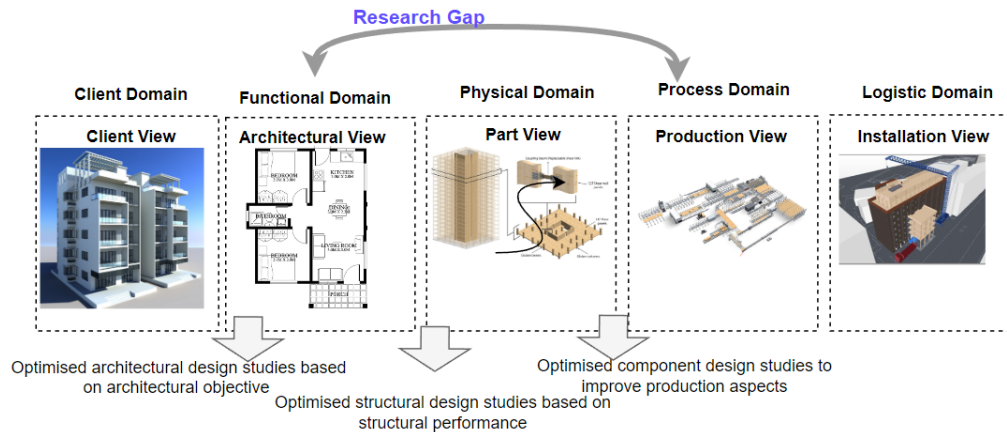 Research Gap
Client Domain
Functional Domain
Physical Domain
Process Domain
Logistic Domain
Client View
Architectural View
Part View
Production View
Installation View
BEDROOM
KITCHEN
DINING
BEDROOM
LIVING ROOM
PORCH
Optimised architectural design studies based
on architectural objective
Optimised structural design studies based on
structural performance
Optimised component design studies to
improve production aspects